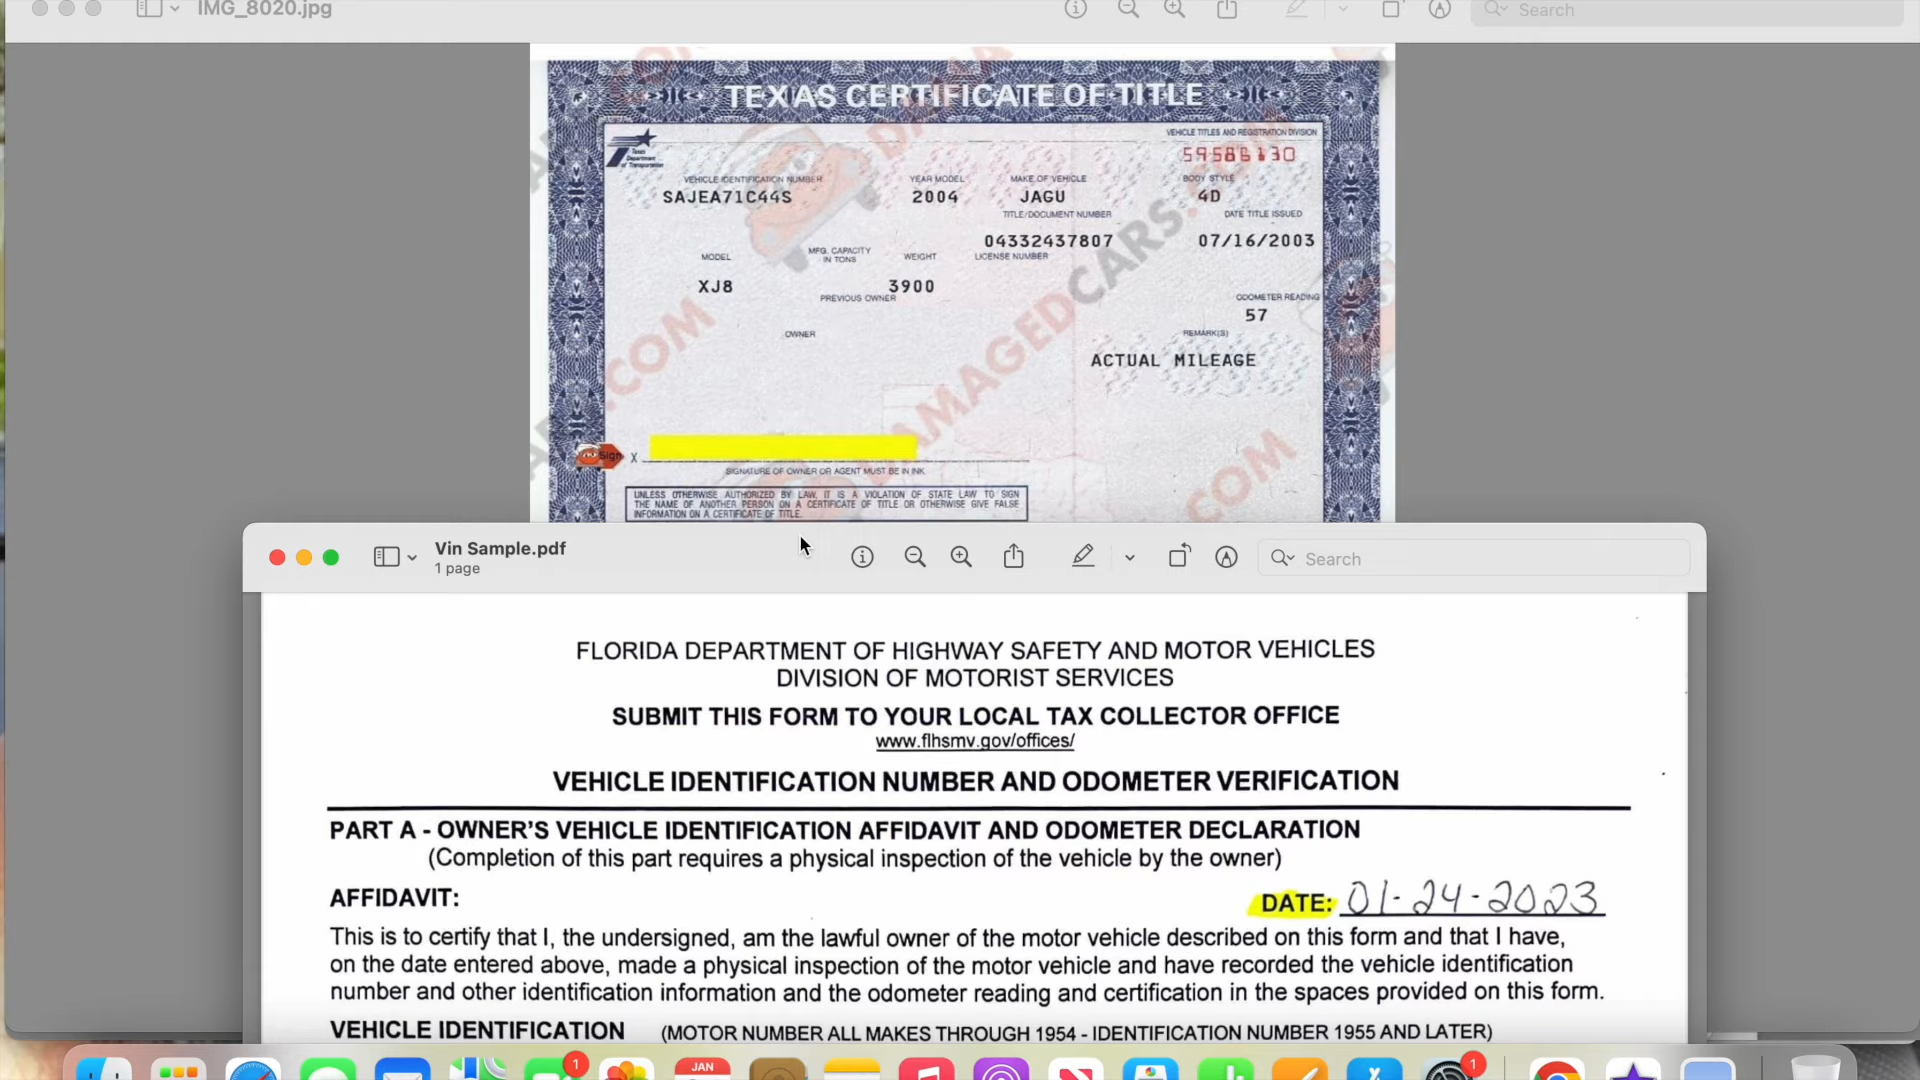 IMG_8020.jpg
Search
TEXAS CERTIFICATE OF TITLE
Texas
Department
of Transportation
VEHICLE TITLES AND REGISTRATION DIVISION
VEHICLE IDENTIFICATION NUMBER
YEAR MODEL
MAKE OF VEHICLE
BODY STYLE
SAJEA71C44S
2004
JAGU
4D
TITLE/DOCUMENT NUMBER
DATE TITLE ISSUED
04332437807
07/16/2003
MODEL
MFG. CAPACITY
IN TONS
WEIGHT
LICENSE NUMBER
XJ8
3900
PREVIOUS OWNER
ODOMETER READING
57
OWNER
REMARK(S)
ACTUAL MILEAGE
DAMAGEDCARS.COM
.COM
COM
Sign
X
SIGNATURE OF OWNER OR AGENT MUST BE IN INK
UNLESS OTHERWISE AUTHORIZED BY LAW, IT IS A VIOLATION OF STATE LAW TO SIGN
THE NAME OF ANOTHER PERSON ON A CERTIFICATE OF TITLE OR OTHERWISE GIVE FALSE
INFORMATION ON A CERTIFICATE OF TITLE.
Vin Sample.pdf
1 page
Search
FLORIDA DEPARTMENT OF HIGHWAY SAFETY AND MOTOR VEHICLES
DIVISION OF MOTORIST SERVICES
SUBMIT THIS FORM TO YOUR LOCAL TAX COLLECTOR OFFICE
www.flhsmv.gov/offices/
VEHICLE IDENTIFICATION NUMBER AND ODOMETER VERIFICATION
PART A - OWNER'S VEHICLE IDENTIFICATION AFFIDAVIT AND ODOMETER DECLARATION
(Completion of this part requires a physical inspection of the vehicle by the owner)
AFFIDAVIT:
DATE: 01-24-2023
This is to certify that I, the undersigned, am the lawful owner of the motor vehicle described on this form and that I have,
on the date entered above, made a physical inspection of the motor vehicle and have recorded the vehicle identification
number and other identification information and the odometer reading and certification in the spaces provided on this form.
VEHICLE IDENTIFICATION (MOTOR NUMBER ALL MAKES THROUGH 1954 - IDENTIFICATION NUMBER 1955 AND LATER)
1
JAN
1